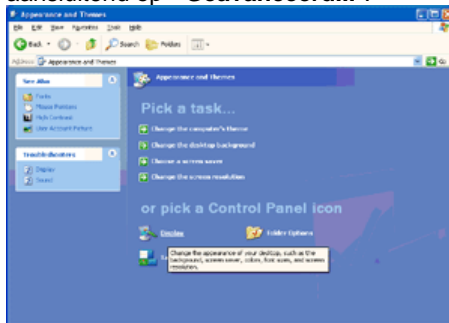 Appearance and Themes
File Edit View Favorites Tools Help
Back Search Folders
Address Appearance and Themes Go
See Also
Fonts
Mouse Pointers
High Contrast
User Account Picture
Troubleshooters
Display
Sound
Appearance and Themes
Pick a task...
Change the computer's theme
Change the desktop background
Choose a screen saver
Change the screen resolution
or pick a Control Panel icon
Display Folder Options
Change the appearance of your desktop, such as the
background, screen saver, colors, font sizes, and screen
resolution.